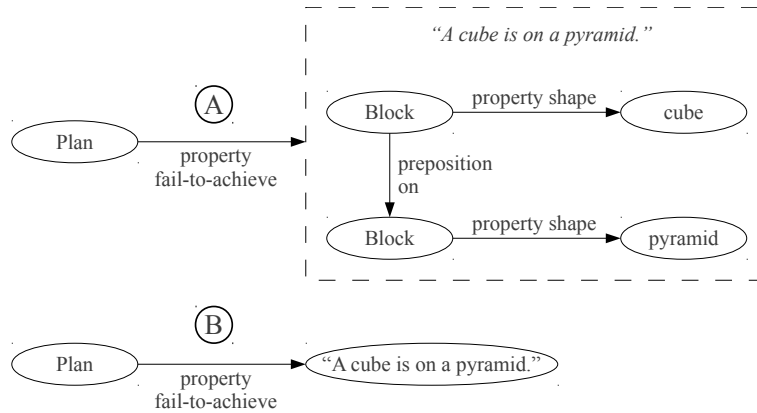 “A cube is on a pyramid.”
A
Block
property shape
cube
Plan
property
fail-to-achieve
preposition
on
Block
property shape
pyramid
B
Plan
“A cube is on a pyramid.”
property
fail-to-achieve